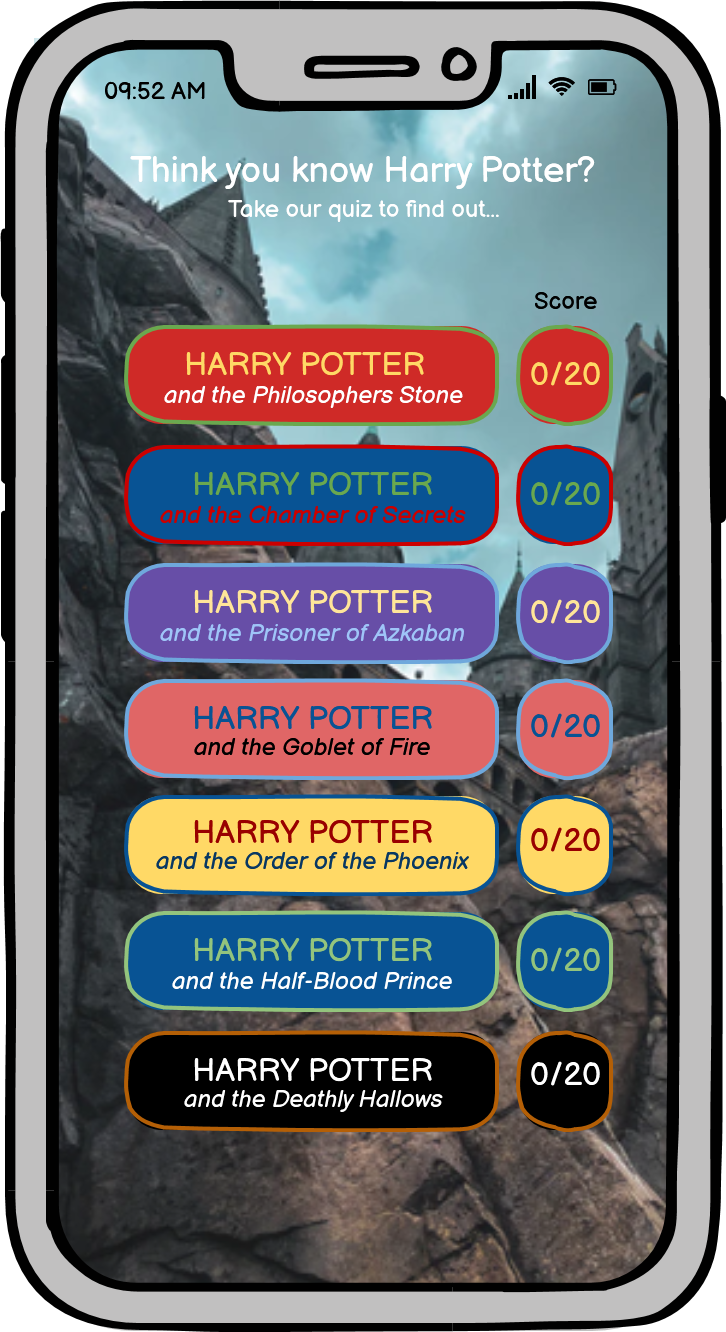 09:52 AM
Think you know Harry Potter?
Take our quiz to find out...
Score
HARRY POTTER
and the Philosophers Stone
0/20
HARRY POTTER
and the Chamber of Secrets
0/20
HARRY POTTER
and the Prisoner of Azkaban
0/20
HARRY POTTER
and the Goblet of Fire
0/20
HARRY POTTER
and the Order of the Phoenix
0/20
HARRY POTTER
and the Half-Blood Prince
0/20
HARRY POTTER
and the Deathly Hallows
0/20